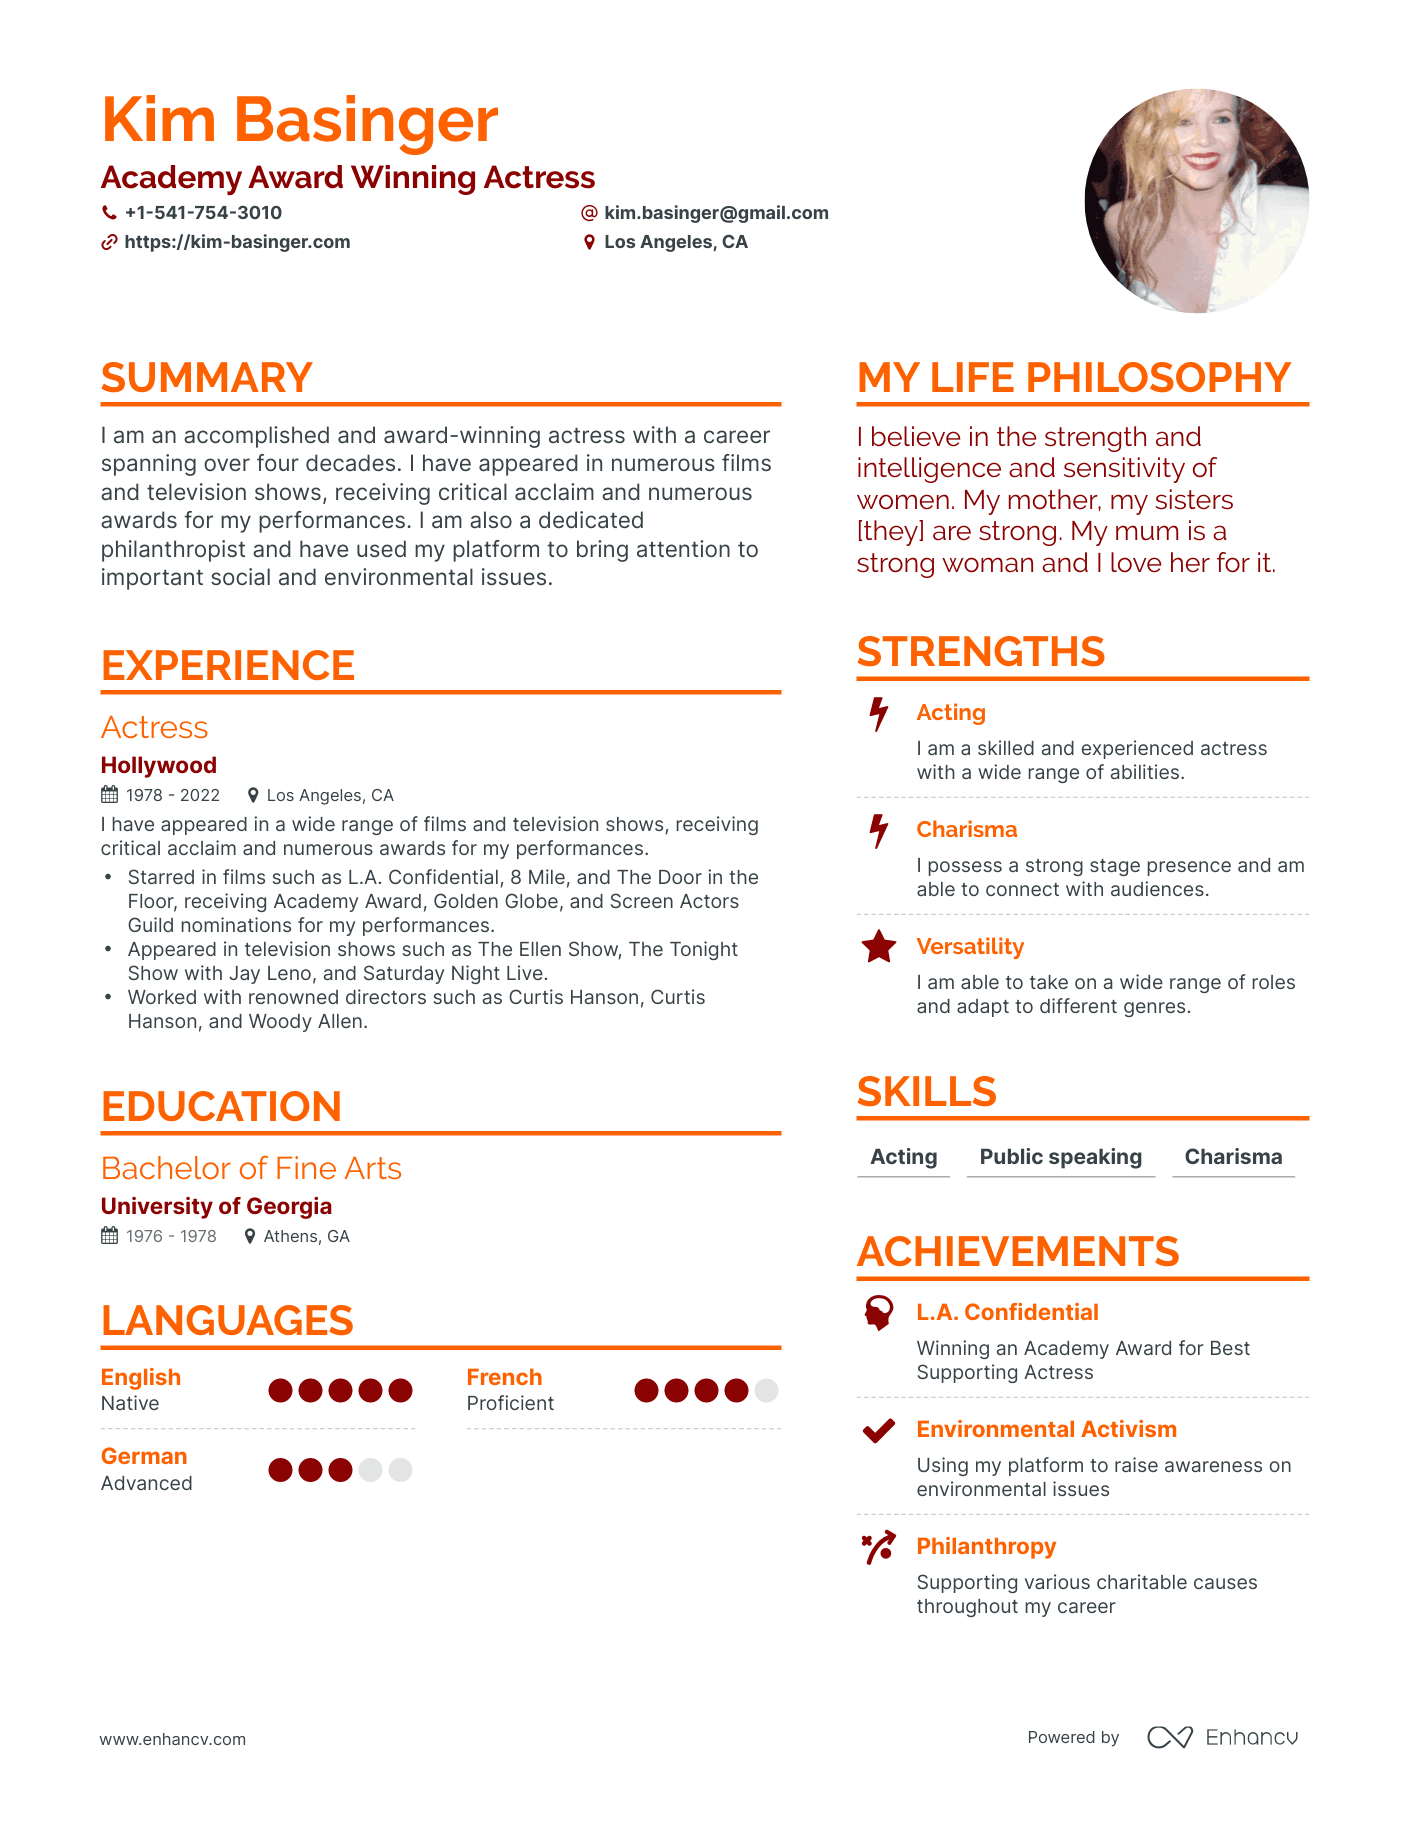 Kim Basinger
Academy Award Winning Actress
+1-541-754-3010
kim.basinger@gmail.com
https://kim-basinger.com
Los Angeles, CA
SUMMARY
I am an accomplished and award-winning actress with a career
spanning over four decades. I have appeared in numerous films
and television shows, receiving critical acclaim and numerous
awards for my performances. I am also a dedicated
philanthropist and have used my platform to bring attention to
important social and environmental issues.
EXPERIENCE
Actress
Hollywood
1978 - 2022 Los Angeles, CA
I have appeared in a wide range of films and television shows, receiving
critical acclaim and numerous awards for my performances.
• Starred in films such as L.A. Confidential, 8 Mile, and The Door in the
Floor, receiving Academy Award, Golden Globe, and Screen Actors
Guild nominations for my performances.
• Appeared in television shows such as The Ellen Show, The Tonight
Show with Jay Leno, and Saturday Night Live.
• Worked with renowned directors such as Curtis Hanson, Curtis
Hanson, and Woody Allen.
EDUCATION
Bachelor of Fine Arts
University of Georgia
1976 - 1978 Athens, GA
LANGUAGES
English
Native
French
Proficient
German
Advanced
MY LIFE PHILOSOPHY
I believe in the strength and
intelligence and sensitivity of
women. My mother, my sisters
[they] are strong. My mum is a
strong woman and I love her for it.
STRENGTHS
Acting
I am a skilled and experienced actress
with a wide range of abilities.
Charisma
I possess a strong stage presence and am
able to connect with audiences.
Versatility
I am able to take on a wide range of roles
and adapt to different genres.
SKILLS
Acting Public speaking Charisma
ACHIEVEMENTS
L.A. Confidential
Winning an Academy Award for Best
Supporting Actress
Environmental Activism
Using my platform to raise awareness on
environmental issues
Philanthropy
Supporting various charitable causes
throughout my career
www.enhancv.com
Powered by Enhancv